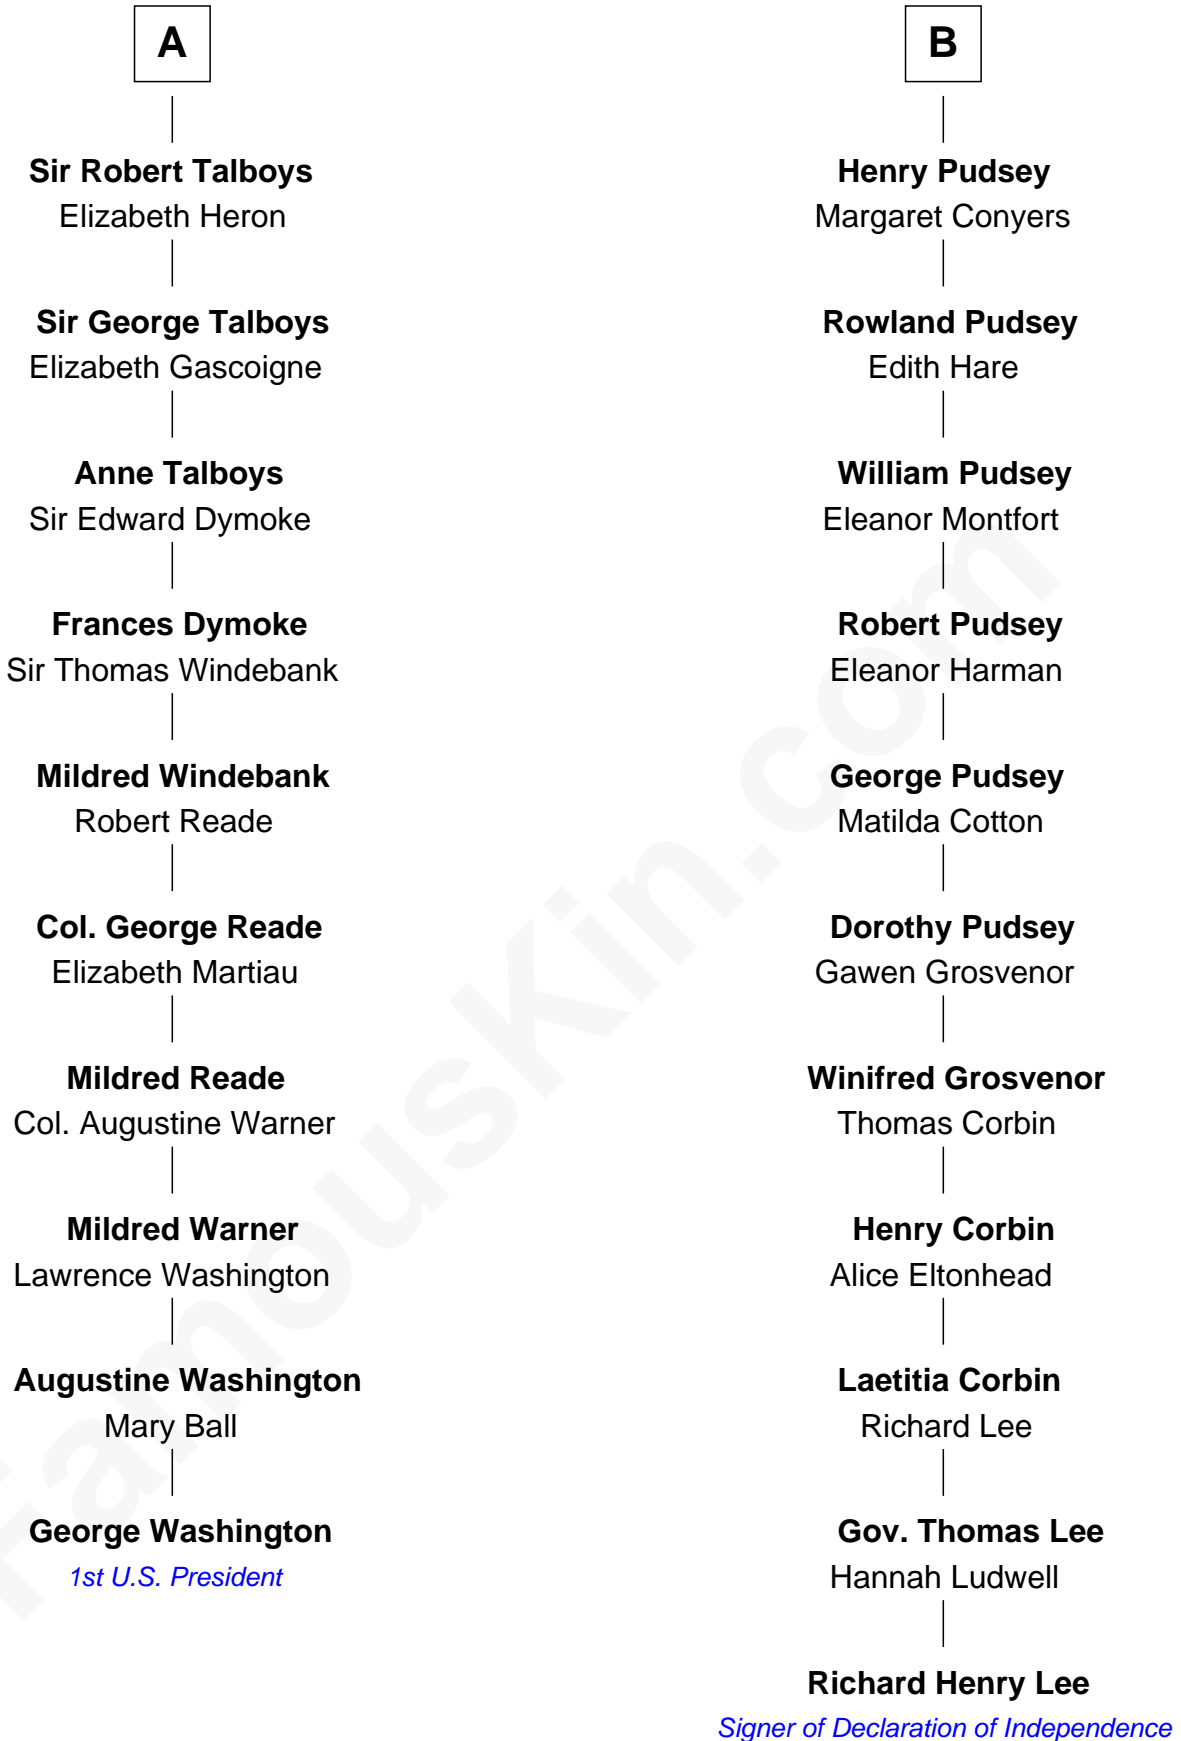 A
Sir Robert Talboys
Elizabeth Heron
Sir George Talboys
Elizabeth Gascoigne
Anne Talboys
Sir Edward Dymoke
Frances Dymoke
Sir Thomas Windebank
Mildred Windebank
Robert Reade
Col. George Reade
Elizabeth Martiau
Mildred Reade
Col. Augustine Warner
Mildred Warner
Lawrence Washington
Augustine Washington
Mary Ball
George Washington
1st U.S. President
B
Henry Pudsey
Margaret Conyers
Rowland Pudsey
Edith Hare
William Pudsey
Eleanor Montfort
Robert Pudsey
Eleanor Harman
George Pudsey
Matilda Cotton
Dorothy Pudsey
Gawen Grosvenor
Winifred Grosvenor
Thomas Corbin
Henry Corbin
Alice Eltonhead
Laetitia Corbin
Richard Lee
Gov. Thomas Lee
Hannah Ludwell
Richard Henry Lee
Signer of Declaration of Independence
FamousKin.com